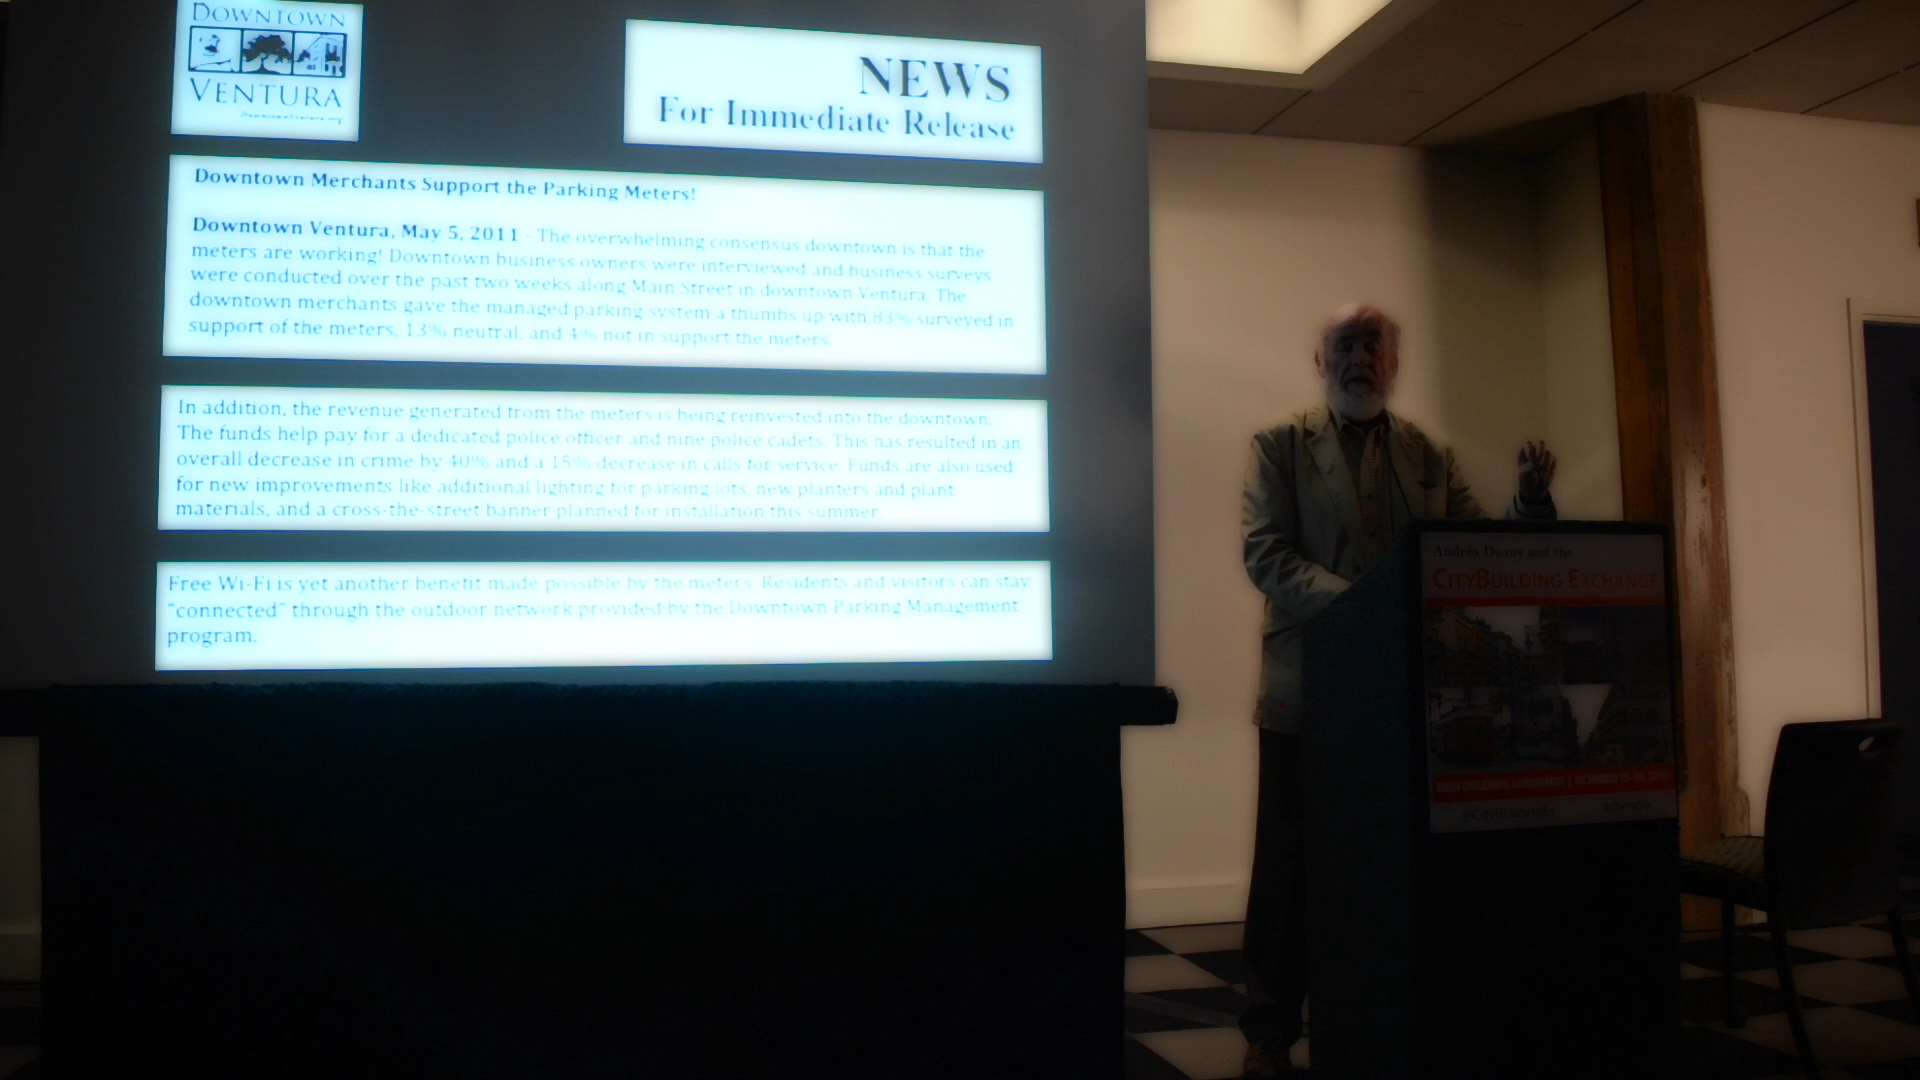 DOWNTOWN
VENTURA
NEWS
For Immediate Release
Downtown Merchants Support the Parking Meters!
Downtown Ventura, May 5, 2011 - The overwhelming consensus downtown is that the
meters are working! Downtown business owners were interviewed and business surveys
were conducted over the past two weeks along Main Street in downtown Ventura. The
downtown merchants gave the managed parking system a thumbs up with 83% surveyed in
support of the meters, 13% neutral, and 4% not in support the meters.
In addition, the revenue generated from the meters is being reinvested into the downtown.
The funds help pay for a dedicated police officer and nine police cadets. This has resulted in an
overall decrease in crime by 40% and a 15% decrease in calls for service. Funds are also used
for new improvements like additional lighting for parking lots, new planters and plant
materials, and a cross-the-street banner planned for installation this summer.
Free Wi-Fi is yet another benefit made possible by the meters. Residents and visitors can stay
"connected" through the outdoor network provided by the Downtown Parking Management
program.
Andrés Duany and the
CITYBUILDING EXCHANGE
NEW ORLEANS, LOUISIANA
@CityBuildingEx